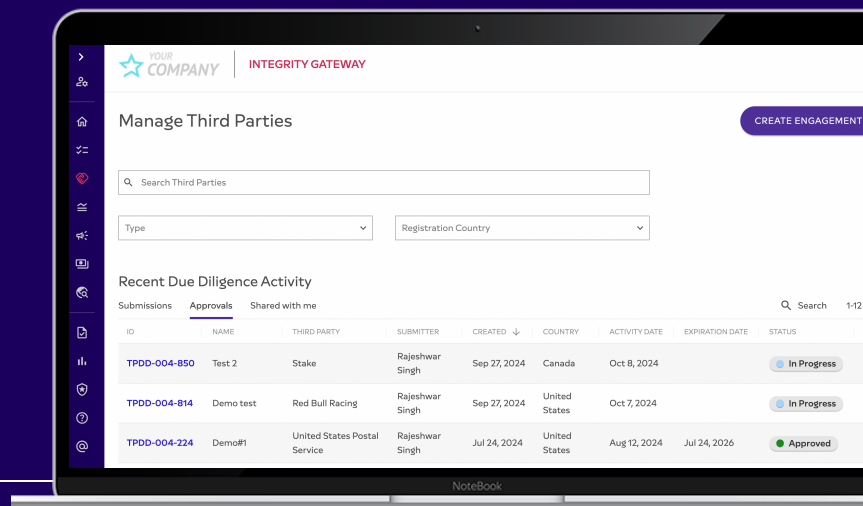 YOUR
COMPANY
INTEGRITY GATEWAY
Manage Third Parties
CREATE ENGAGEMENT
Search Third Parties
Type
Registration Country
Recent Due Diligence Activity
Submissions Approvals Shared with me
Search 1-12
ID NAME THIRD PARTY SUBMITTER CREATED COUNTRY ACTIVITY DATE EXPIRATION DATE STATUS
TPDD-004-850 Test 2 Stake Rajeshwar Singh Sep 27, 2024 Canada Oct 8, 2024 In Progress
TPDD-004-814 Demo test Red Bull Racing Rajeshwar Singh Sep 27, 2024 United States Oct 7, 2024 In Progress
TPDD-004-224 Demo#1 United States Postal Service Rajeshwar Singh Jul 24, 2024 United States Aug 12, 2024 Jul 24, 2026 Approved
NoteBook